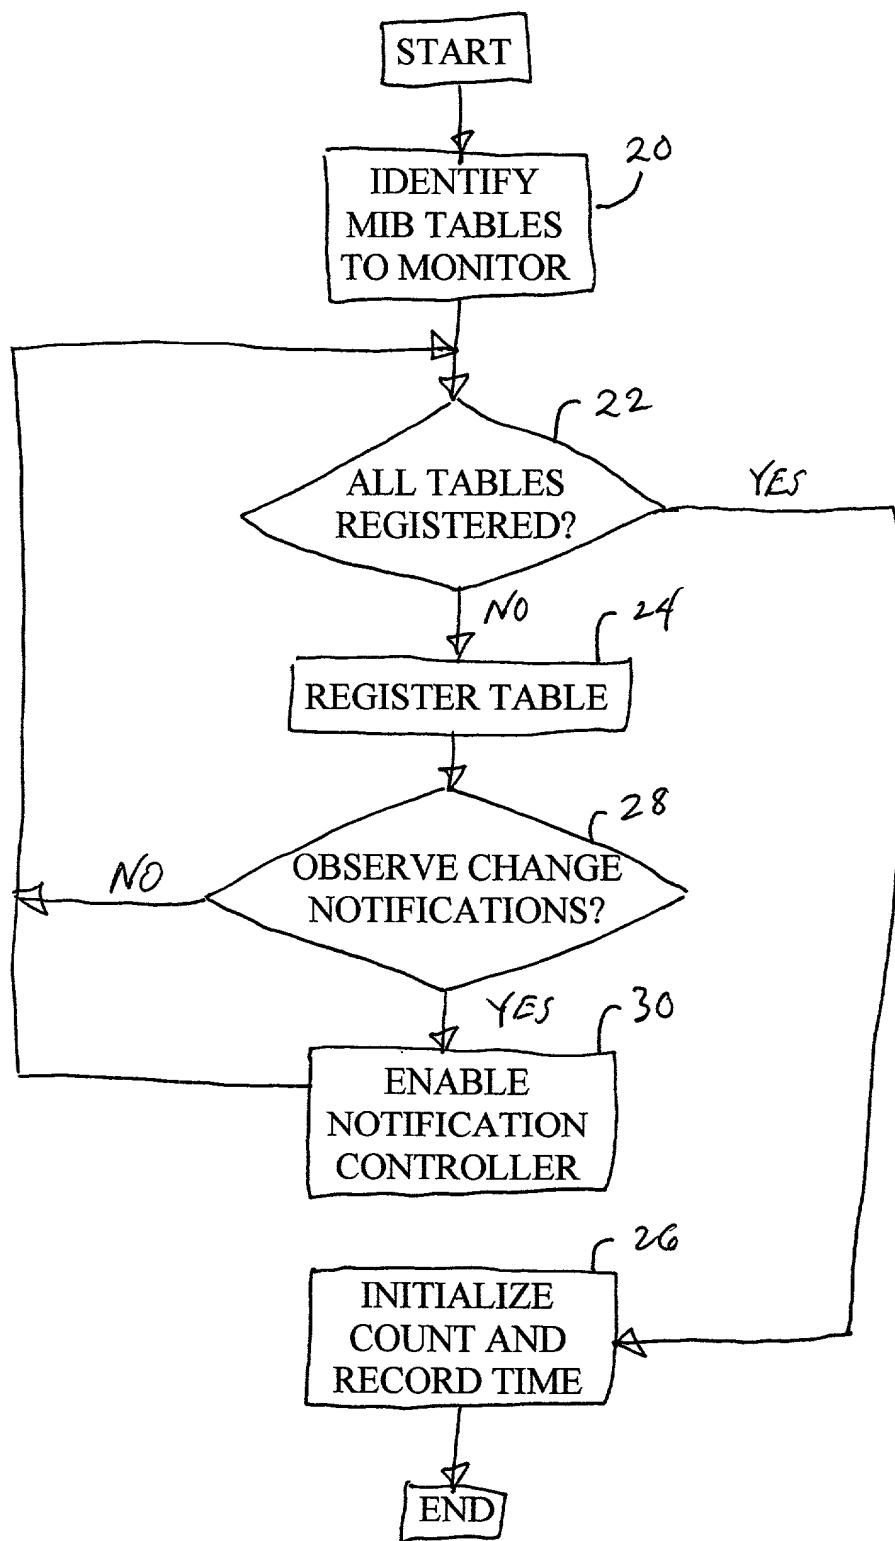 START
20
IDENTIFY
MIB TABLES
TO MONITOR
22
ALL TABLES
REGISTERED?
YES
NO
24
REGISTER TABLE
28
OBSERVE CHANGE
NOTIFICATIONS?
NO
YES
30
ENABLE
NOTIFICATION
CONTROLLER
26
INITIALIZE
COUNT AND
RECORD TIME
END